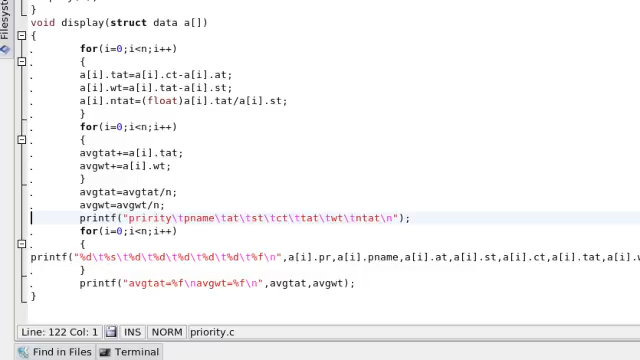 }
void display(struct data a[])
{
for(i=0;i<n;i++)
{
a[i].tat=a[i].ct-a[i].at;
a[i].wt=a[i].tat-a[i].st;
a[i].ntat=(float)a[i].tat/a[i].st;
}
for(i=0;i<n;i++)
{
avgtat+=a[i].tat;
avgwt+=a[i].wt;
}
avgtat=avgtat/n;
avgwt=avgwt/n;
printf("pririty\tpname\tat\tst\tct\ttat\twt\tntat\n");
for(i=0;i<n;i++)
{
printf("%d\t%s\t%d\t%d\t%d\t%d\t%d\t%f\n",a[i].pr,a[i].pname,a[i].at,a[i].st,a[i].ct,a[i].tat,a[i].w
}
printf("avgtat=%f\navgwt=%f\n",avgtat,avgwt);
}
Filesyste
Line: 122 Col: 1 INS NORM priority.c
Find in Files Terminal